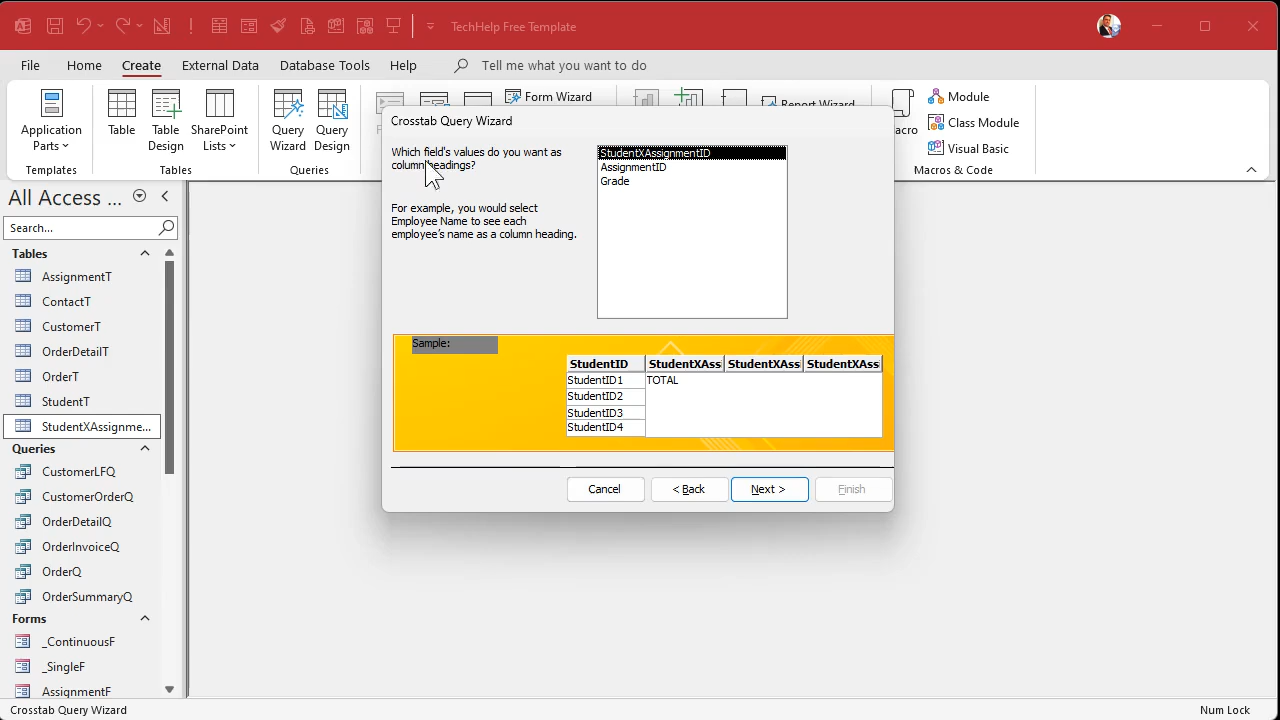 TechHelp Free Template
File
Home
Create
External Data
Database Tools
Help
Tell me what you want to do
Application
Parts
Templates
Table
Table
Design
SharePoint
Lists
Tables
Query
Wizard
Query
Design
Queries
Form Wizard
Report Wizard
Module
Class Module
Visual Basic
Macros & Code
All Access ...
Search...
Tables
AssignmentT
ContactT
CustomerT
OrderDetailT
OrderT
StudentT
StudentXAssignme...
Queries
CustomerLFQ
CustomerOrderQ
OrderDetailQ
OrderInvoiceQ
OrderQ
OrderSummaryQ
Forms
_ContinuousF
_SingleF
AssignmentF
Crosstab Query Wizard
Which field's values do you want as
column headings?
For example, you would select
Employee Name to see each
employee's name as a column heading.
StudentXAssignmentID
AssignmentID
Grade
Sample:
StudentID StudentXAss StudentXAss StudentXAss
StudentID1 TOTAL
StudentID2
StudentID3
StudentID4
Cancel
< Back
Next >
Finish
Crosstab Query Wizard
Num Lock